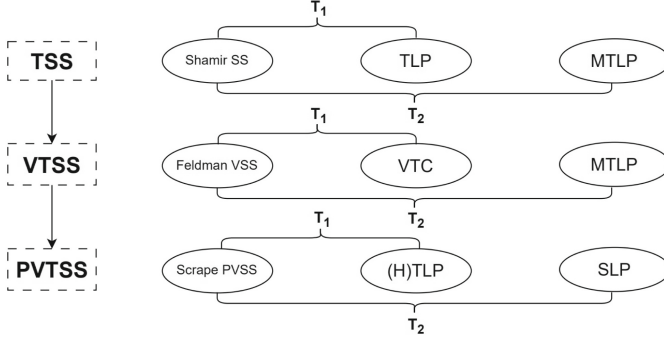 T1
TSS
Shamir SS
TLP
MTLP
T2
T1
VTSS
Feldman VSS
VTC
MTLP
T2
T1
PVTSS
Scrape PVSS
(H)TLP
SLP
T2